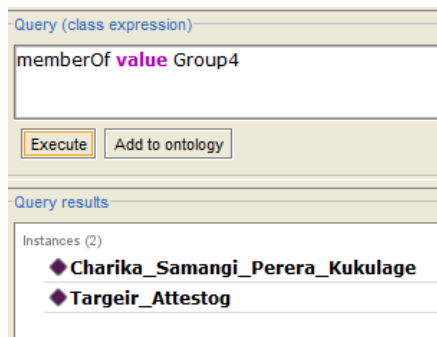 Query (class expression)
memberOf value Group4
Execute Add to ontology
Query results
Instances (2)
Charika_Samangi_Perera_Kukulage
Targeir_Attestog